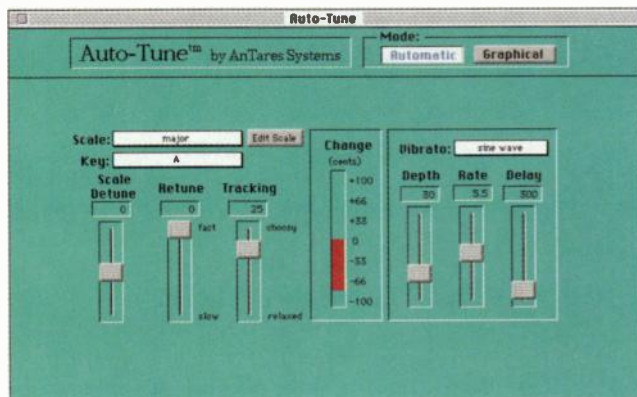 Auto-Tune
Auto-Tune™ by AnTares Systems
Mode:
Automatic Graphical
Scale: major Edit Scale
Key: A
Scale Detune
0
Retune
0
fast
slow
Tracking
25
choosy
relaxed
Change
(cents)
+100
+66
+33
0
-33
-66
-100
Vibrato: sine wave
Depth Rate Delay
30 5.5 300